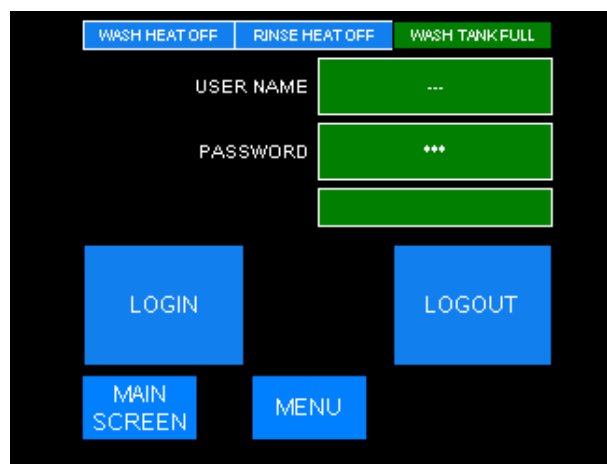 WASH HEAT OFF RINSE HEAT OFF WASH TANK FULL
USER NAME ---
PASSWORD ***
LOGIN LOGOUT
MAIN
SCREEN
MENU